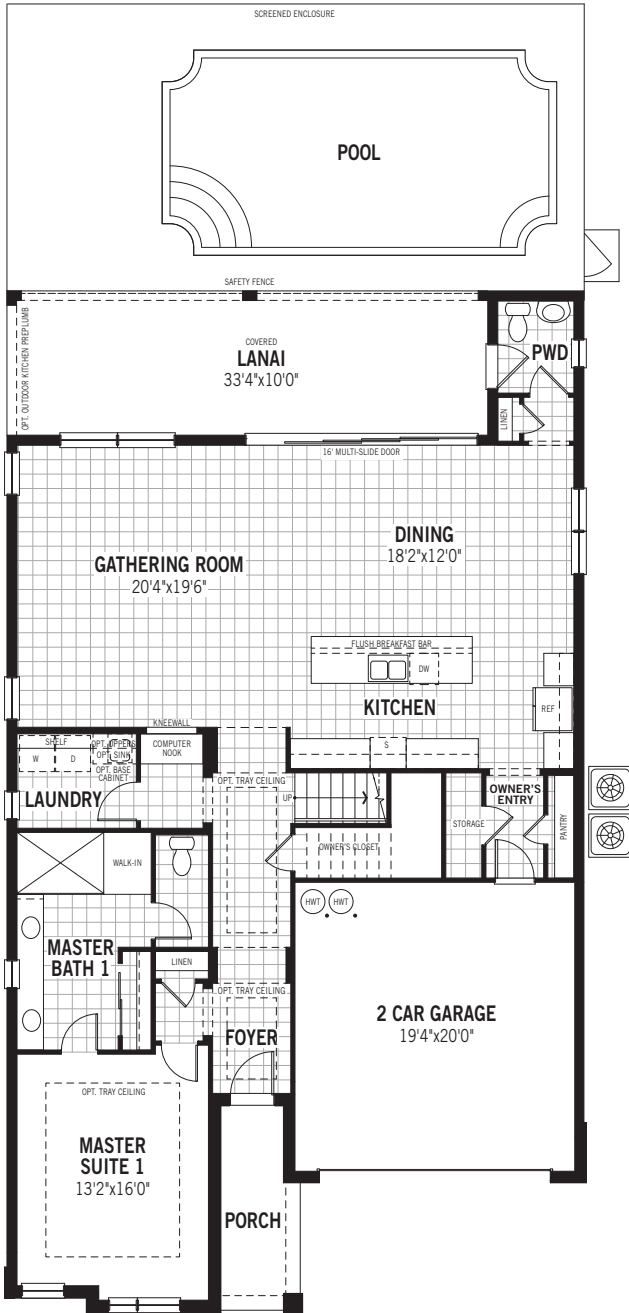 SCREENED ENCLOSURE
POOL
SAFETY FENCE
OPT. OUTDOOR KITCHEN PREPLUMB
COVERED
LANAI
33'4"x10'0"
PWD
LINEN
16' MULTI-SLIDE DOOR
DINING
18'2"x12'0"
GATHERING ROOM
20'4"x19'6"
FLUSH BREAKFAST BAR
DW
KITCHEN
REF
S
KNEEWALL
COMPUTER
NOOK
SHELF
W
D
OPT. UPPERS
OPT. SINK
OPT. BASE
CABINET
LAUNDRY
OPT. TRAY CEILING
UP
OWNER'S
ENTRY
STORAGE
PANTRY
OWNER'S CLOSET
WALK-IN
HWT
HWT
MASTER
BATH 1
LINEN
OPT. TRAY CEILING
FOYER
2 CAR GARAGE
19'4"x20'0"
OPT. TRAY CEILING
MASTER
SUITE 1
13'2"x16'0"
PORCH